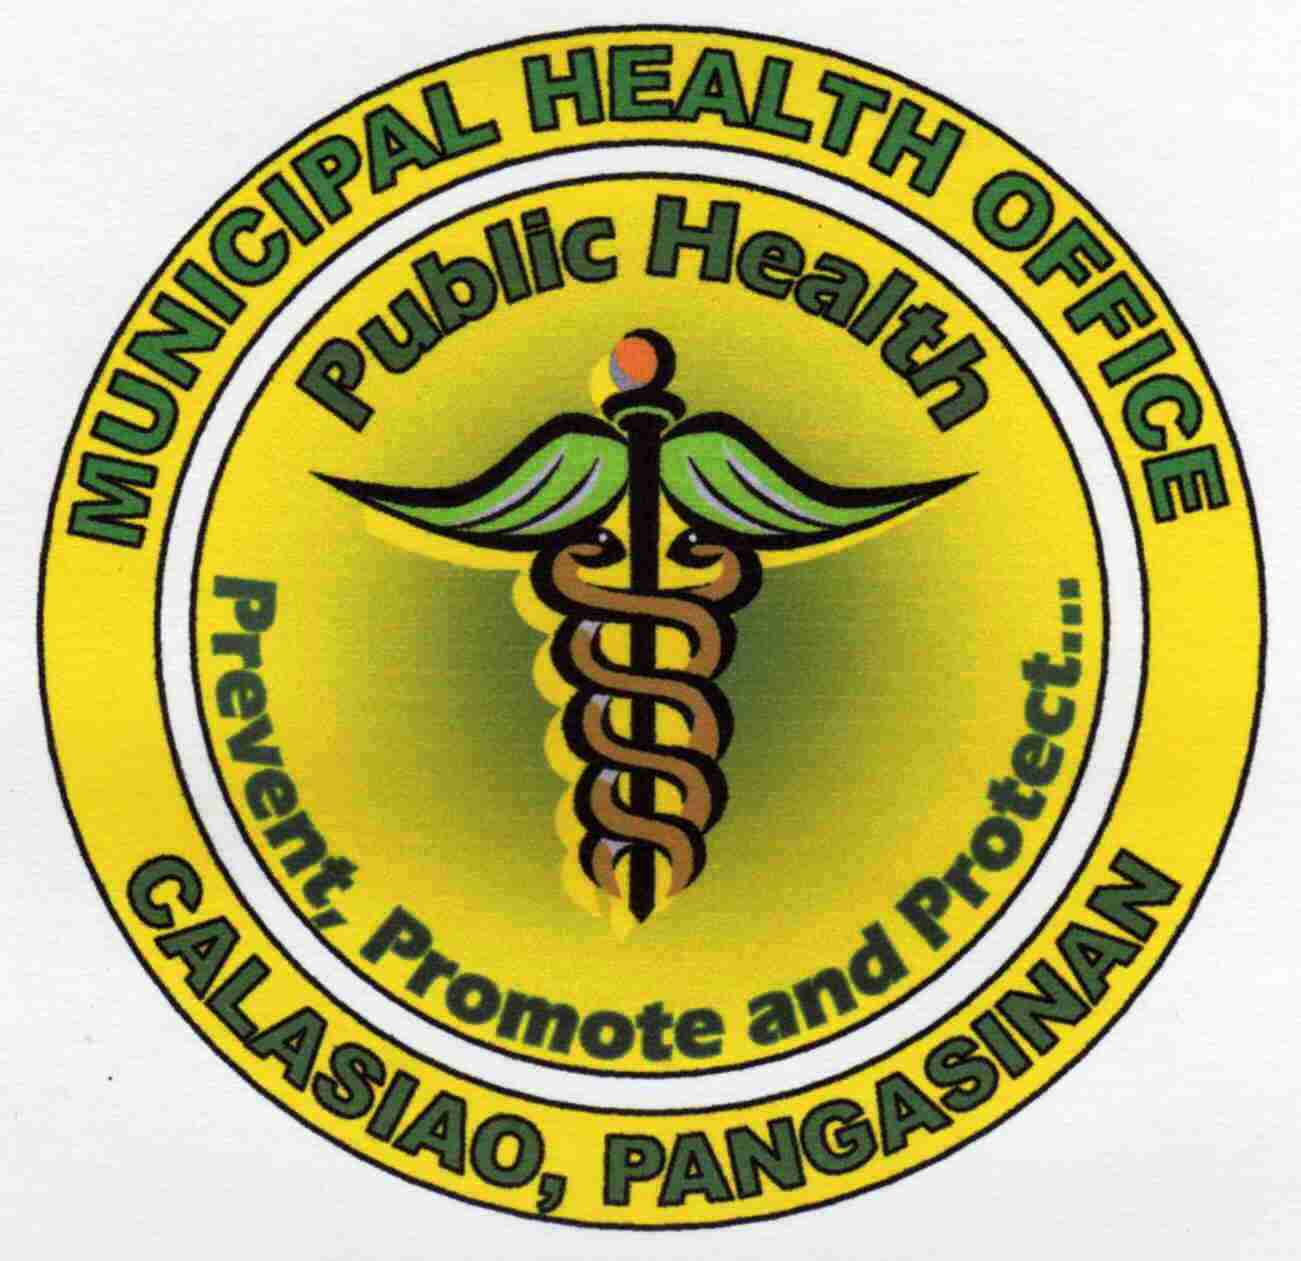 MUNICIPAL HEALTH OFFICE
Public Health
Prevent, Promote and Protect...
CALASIAO, PANGASINAN